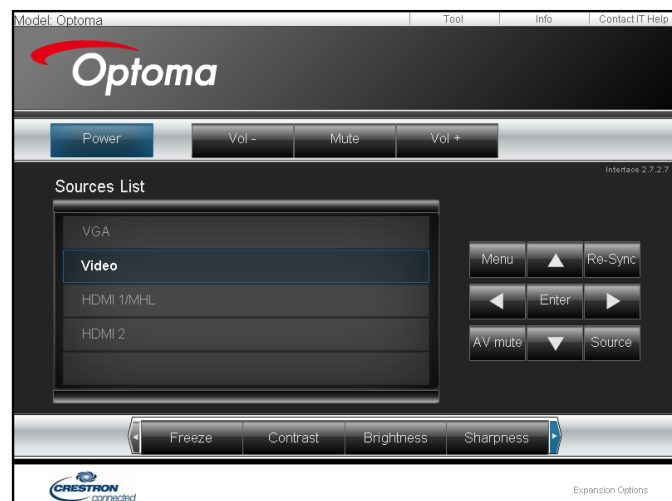 Model: Optoma
Tool
Info
Contact IT Help
Optoma
Power
Vol -
Mute
Vol +
Interface 2.7.2.7
Sources List
VGA
Video
HDMI 1/MHL
HDMI 2
Menu
Re-Sync
Enter
AV mute
Source
Freeze
Contrast
Brightness
Sharpness
CRESTRON
connected
Expansion Options